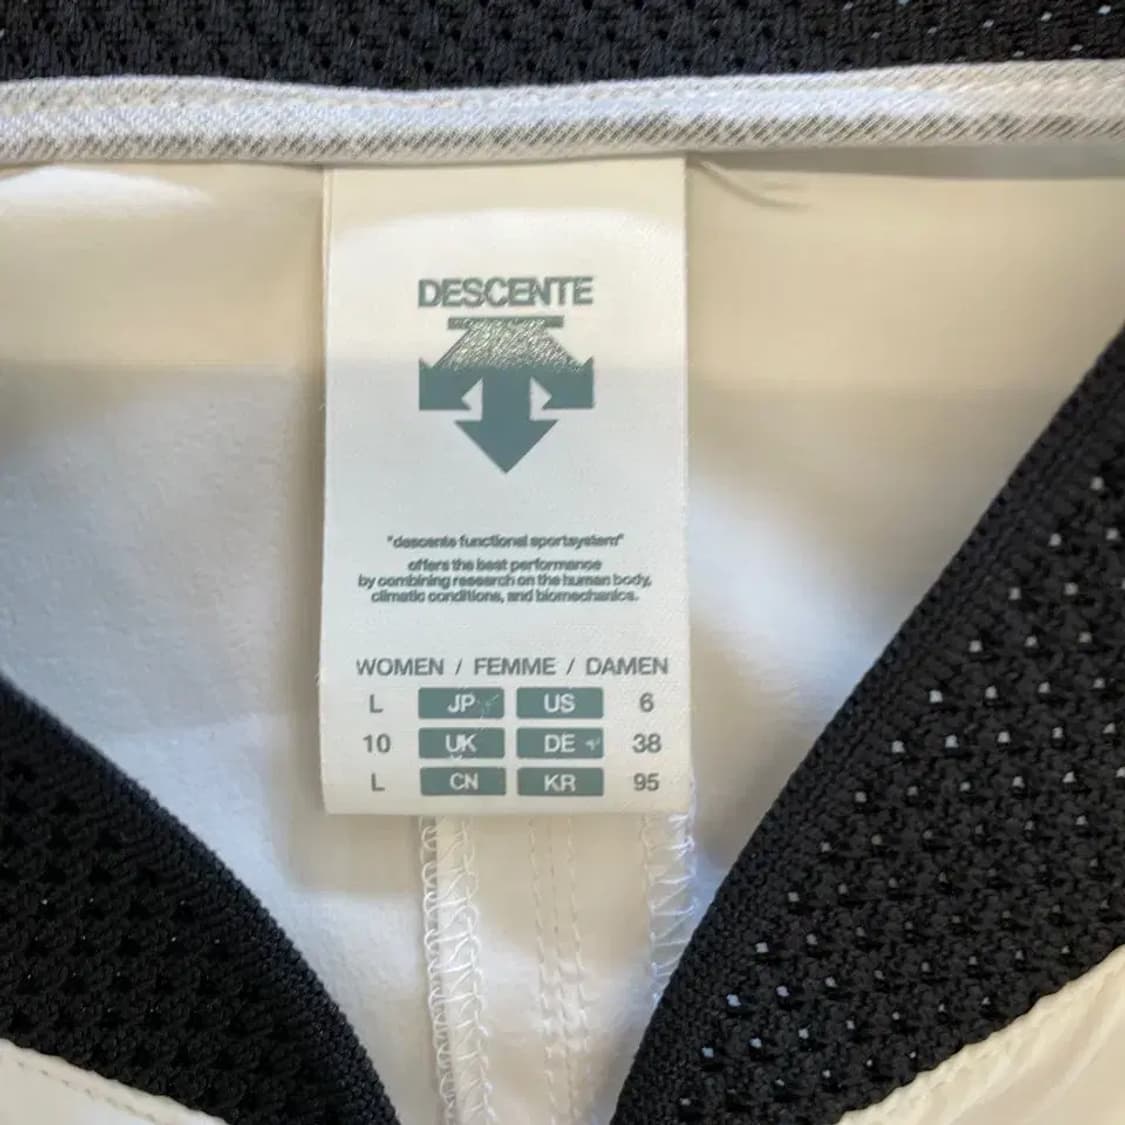 DESCENTE
"descente functional sportsystem"
offers the best performance
by combining research on the human body,
climatic conditions, and biomechanics.
WOMEN / FEMME / DAMEN
L JP US 6
10 UK DE 38
L CN KR 95